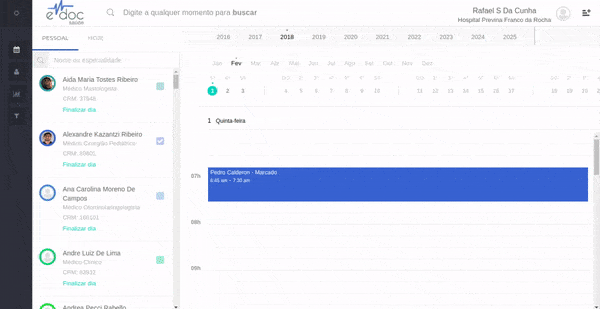 e-doc
SAÚDE
Digite a qualquer momento para buscar
Rafael S Da Cunha
Hospital Previna Franco da Rocha
PESSOAL HOJE
2016 2017 2018 2019 2020 2021 2022 2023 2024 2025
Nome ou especialidade
Jan Fev Mar Abr Mai Jun Jul Ago Set Out Nov Dez
1 2 3 4 5 6 7 8 9 10 11 12 13 14 15 16 17 18 19 20
Aida Maria Tostes Ribeiro
Médico Mastologista
CRM: 37848
Finalizar dia
1 Quinta-feira
Alexandre Kazantzi Ribeiro
Médico Cirurgião Pediátrico
Finalizar dia
Pedro Calderon - Marcado
6:45 am – 7:30 pm
07h
Ana Carolina Moreno De
Campos
Médico Otorrinolaringologista
CRM: 160101
Finalizar dia
08h
Andre Luiz De Lima
Médico Clínico
CRM: 68932
Finalizar dia
09h
Andrea Pecci Rabello